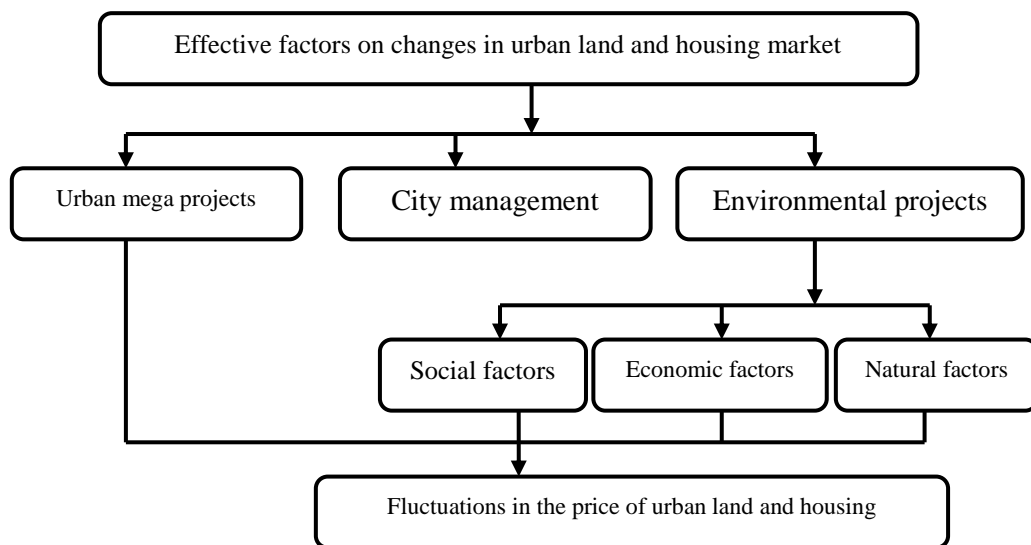 Effective factors on changes in urban land and housing market
Urban mega projects
City management
Environmental projects
Social factors
Economic factors
Natural factors
Fluctuations in the price of urban land and housing